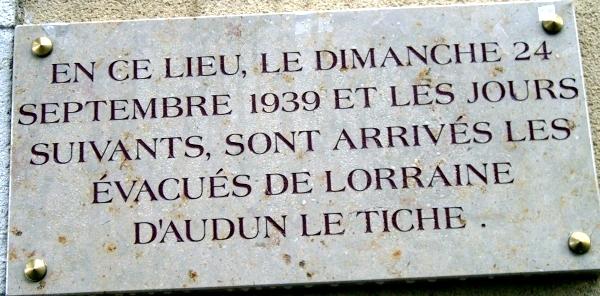 EN CE LIEU, LE DIMANCHE 24
SEPTEMBRE 1939 ET LES JOURS
SUIVANTS, SONT ARRIVÉS LES
ÉVACUÉS DE LORRAINE
D'AUDUN LE TICHE .